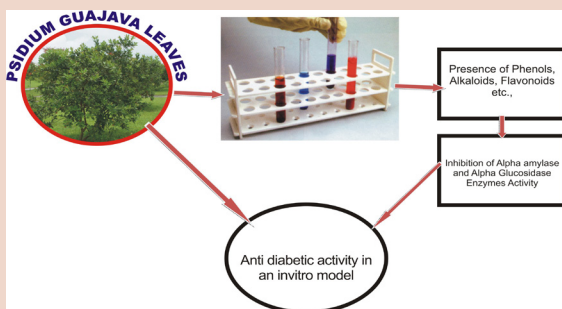 PSIDIUM GUAJAVA LEAVES
Presence of Phenols,
Alkaloids, Flavonoids
etc.,
Inhibition of Alpha amylase
and Alpha Glucosidase
Enzymes Activity
Anti diabetic activity in
an invitro model